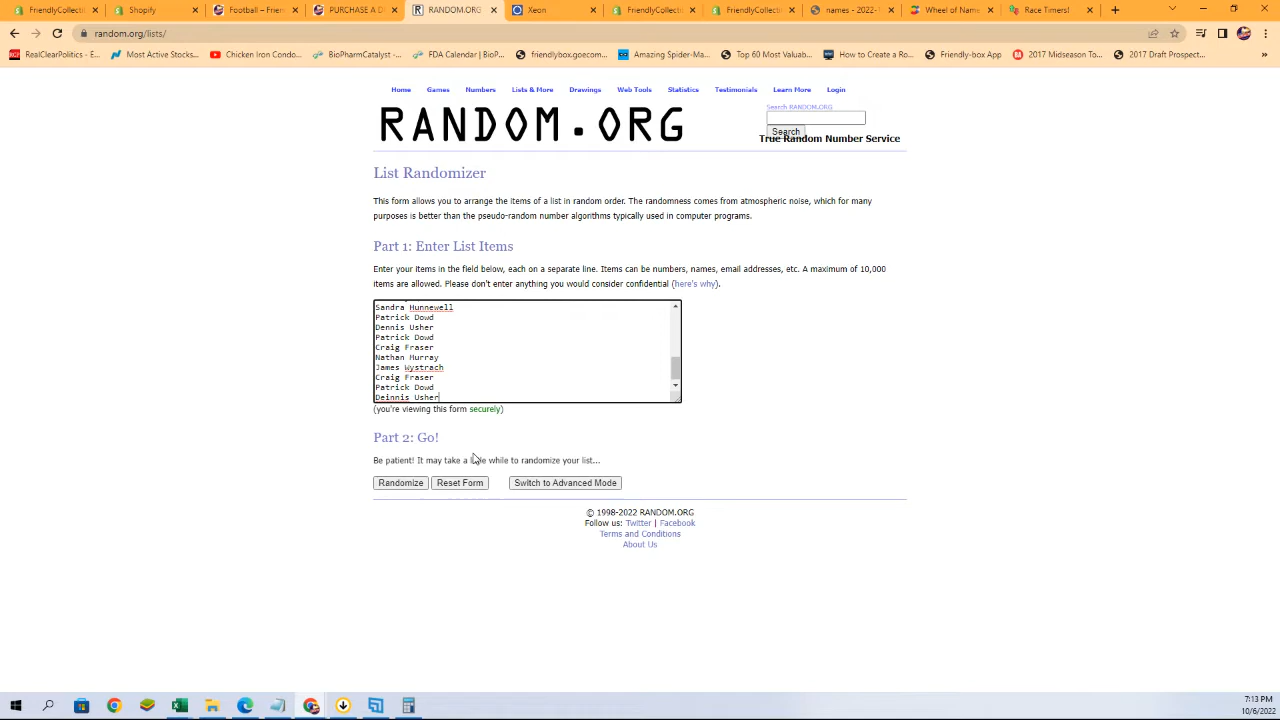 FriendlyCollecti
Shopify
Football – Frien
PURCHASE A D
RANDOM.ORG
Xeon
FriendlyCollec
FriendlyCollec
names - 2022-
Wheel of Name
Race Timers!
random.org/lists/
RealClearPolitics - E...
Most Active Stocks...
Chicken Iron Condo...
BioPharmCatalyst -...
FDA Calendar | BioP...
friendlybox.goecom...
Amazing Spider-Ma...
Top 60 Most Valuab...
How to Create a Ro...
Friendly-box App
2017 Midseason To...
2017 Draft Prospect...
Home Games Numbers Lists & More Drawings Web Tools Statistics Testimonials Learn More Login
RANDOM.ORG
Search RANDOM.ORG
Search
True Random Number Service
List Randomizer
This form allows you to arrange the items of a list in random order. The randomness comes from atmospheric noise, which for many
purposes is better than the pseudo-random number algorithms typically used in computer programs.
Part 1: Enter List Items
Enter your items in the field below, each on a separate line. Items can be numbers, names, email addresses, etc. A maximum of 10,000
items are allowed. Please don't enter anything you would consider confidential (here's why).
Sandra Hunnewell
Patrick Dowd
Dennis Usher
Patrick Dowd
Craig Fraser
Nathan Murray
James Wystrach
Craig Fraser
Patrick Dowd
Deinnis Usher
(you're viewing this form securely)
Part 2: Go!
Be patient! It may take a little while to randomize your list...
Randomize Reset Form Switch to Advanced Mode
© 1998-2022 RANDOM.ORG
Follow us: Twitter | Facebook
Terms and Conditions
About Us
7:13 PM
10/6/2022